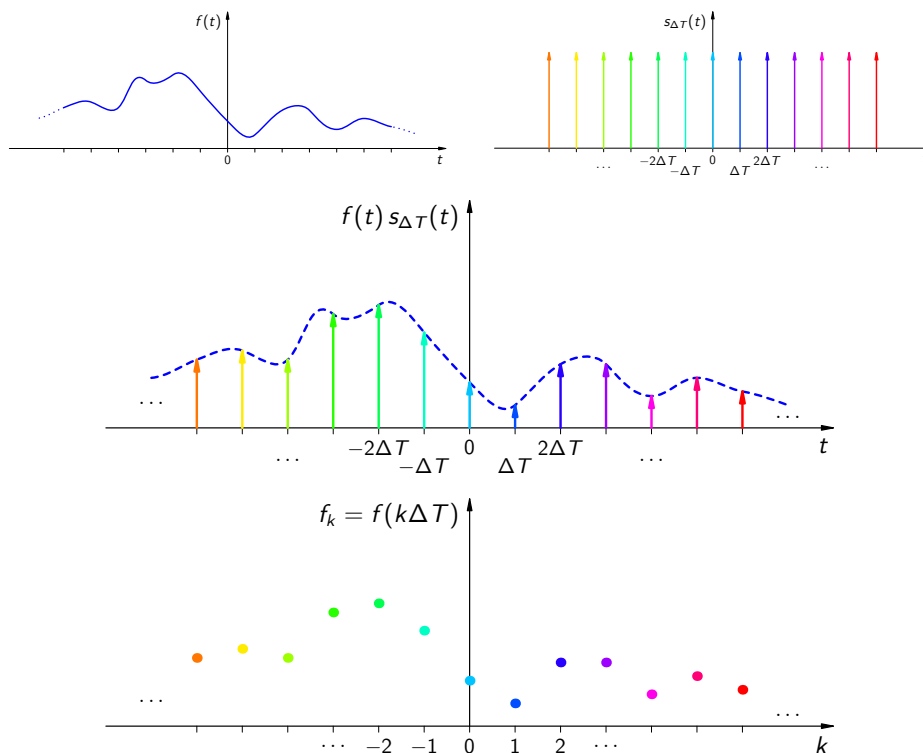 f(t)
0
t
s_{ΔT}(t)
... −2ΔT 0 2ΔT ...
−ΔT ΔT
f(t) s_{ΔT}(t)
... ...
−2ΔT 0 2ΔT t
... −ΔT ΔT ...
f_k = f(kΔT)
... ...
... −2 −1 0 1 2 ... k